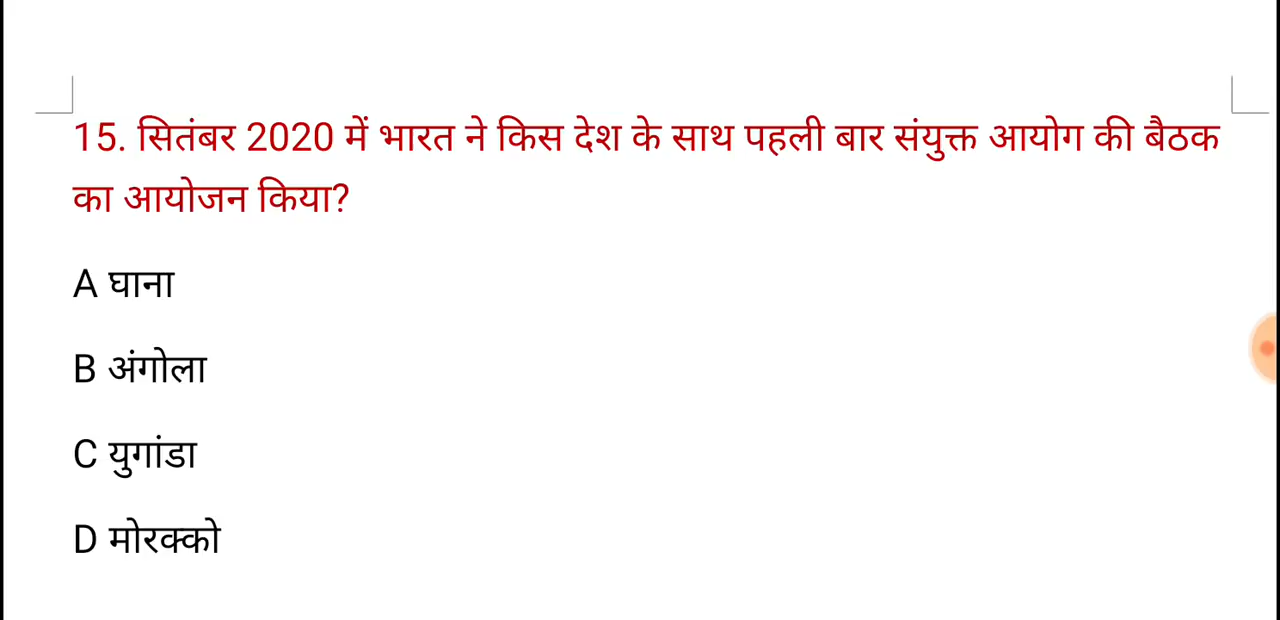 15. सितंबर 2020 में भारत ने किस देश के साथ पहली बार संयुक्त आयोग की बैठक
का आयोजन किया?
A घाना
B अंगोला
C युगांडा
D मोरक्को